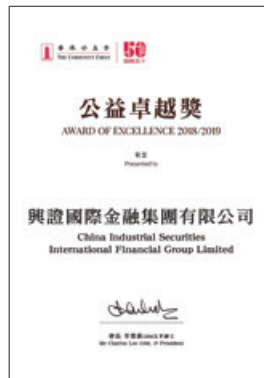 香港公益金
THE COMMUNITY CHEST
50
公益卓越獎
AWARD OF EXCELLENCE 2018/2019
Presented to
興證國際金融集團有限公司
China Industrial Securities
International Financial Group Limited